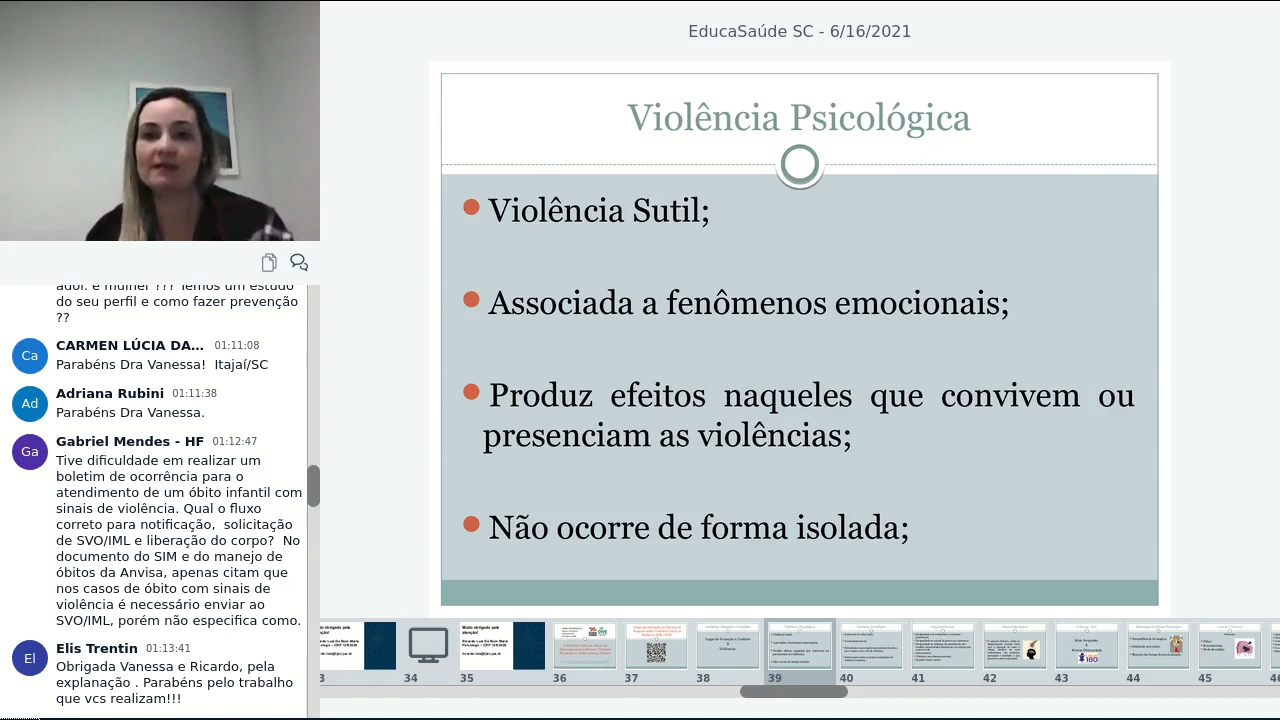 EducaSaúde SC - 6/16/2021
Violência Psicológica
Violência Sutil;
Associada a fenômenos emocionais;
Produz efeitos naqueles que convivem ou
presenciam as violências;
Não ocorre de forma isolada;
do seu perfil e como fazer prevenção
??
Ca
CARMEN LÚCIA DA... 01:11:08
Parabéns Dra Vanessa! Itajaí/SC
Ad
Adriana Rubini 01:11:38
Parabéns Dra Vanessa.
Ga
Gabriel Mendes - HF 01:12:47
Tive dificuldade em realizar um
boletim de ocorrência para o
atendimento de um óbito infantil com
sinais de violência. Qual o fluxo
correto para notificação, solicitação
de SVO/IML e liberação do corpo? No
documento do SIM e do manejo de
óbitos da Anvisa, apenas citam que
nos casos de óbito com sinais de
violência é necessário enviar ao
SVO/IML, porém não especifica como.
El
Elis Trentin 01:13:41
Obrigada Vanessa e Ricardo, pela
explanação . Parabéns pelo trabalho
que vcs realizam!!!
3 34 35 36 37 38 39 40 41 42 43 44 45 46